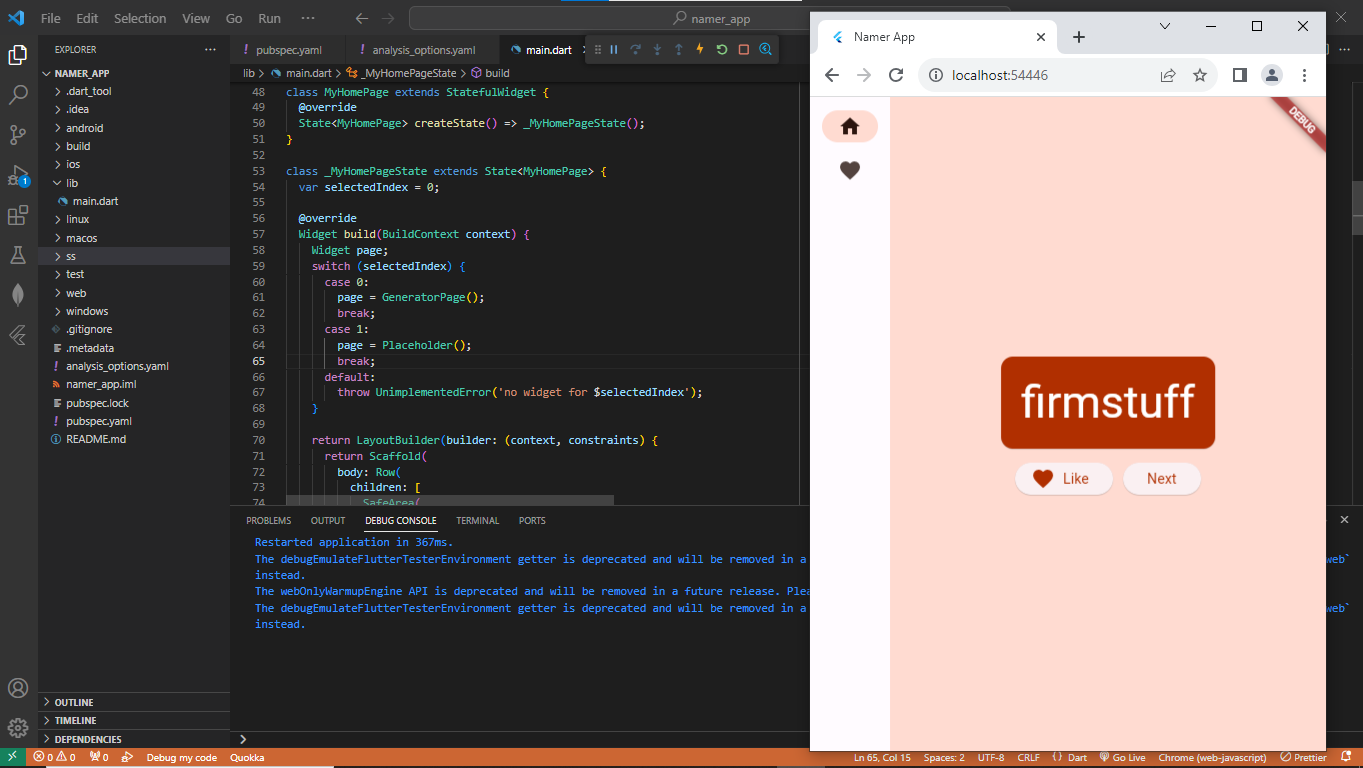 File Edit Selection View Go Run ··· namer_app
EXPLORER ···
NAMER_APP
.dart_tool
.idea
android
build
ios
lib
main.dart
linux
macos
ss
test
web
windows
.gitignore
.metadata
analysis_options.yaml
namer_app.iml
pubspec.lock
pubspec.yaml
README.md
OUTLINE
TIMELINE
DEPENDENCIES
1
! pubspec.yaml ! analysis_options.yaml main.dart
lib > main.dart > _MyHomePageState > build
48 class MyHomePage extends StatefulWidget {
49 @override
50 State<MyHomePage> createState() => _MyHomePageState();
51 }
52
53 class _MyHomePageState extends State<MyHomePage> {
54 var selectedIndex = 0;
55
56 @override
57 Widget build(BuildContext context) {
58 Widget page;
59 switch (selectedIndex) {
60 case 0:
61 page = GeneratorPage();
62 break;
63 case 1:
64 page = Placeholder();
65 break;
66 default:
67 throw UnimplementedError('no widget for $selectedIndex');
68 }
69
70 return LayoutBuilder(builder: (context, constraints) {
71 return Scaffold(
72 body: Row(
73 children: [
74 SafeArea(
PROBLEMS OUTPUT DEBUG CONSOLE TERMINAL PORTS
Restarted application in 367ms.
The debugEmulateFlutterTesterEnvironment getter is deprecated and will be removed in a web`
instead.
The webOnlyWarmupEngine API is deprecated and will be removed in a future release.
The debugEmulateFlutterTesterEnvironment getter is deprecated and will be removed in a web`
instead.
Namer App
localhost:54446
DEBUG
firmstuff
Like Next
0 0 0 Debug my code Quokka Ln 65, Col 15 Spaces: 2 UTF-8 CRLF { } Dart Go Live Chrome (web-javascript) Prettier